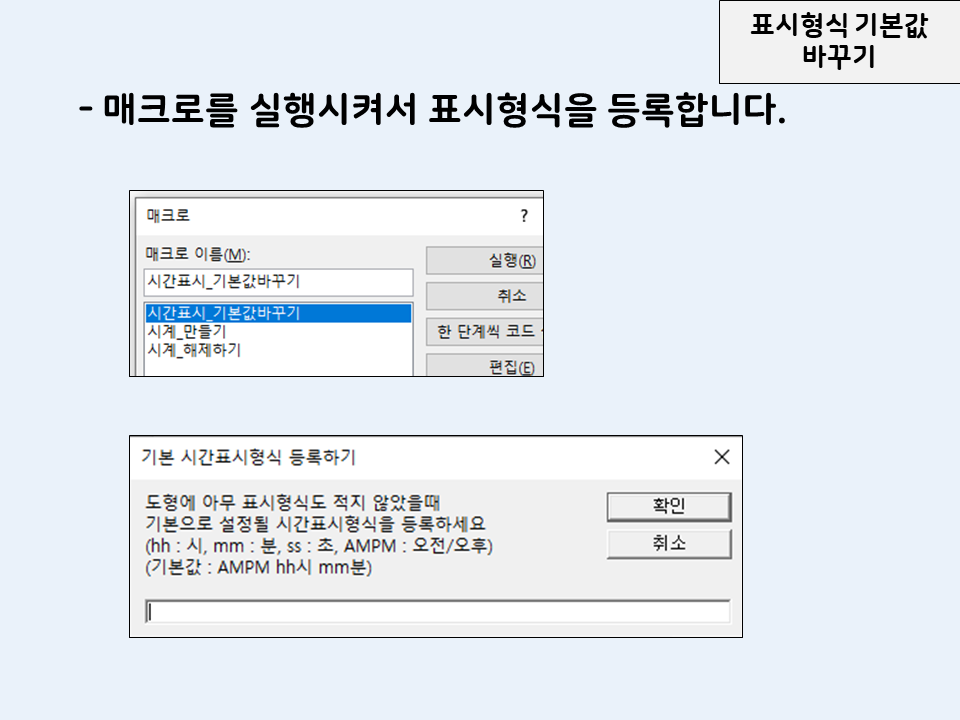 표시형식 기본값
바꾸기
- 매크로를 실행시켜서 표시형식을 등록합니다.
매크로
?
매크로 이름(M):
시간표시_기본값바꾸기
시간표시_기본값바꾸기
시계_만들기
시계_해제하기
실행(R)
취소
한 단계씩 코드
편집(E)
기본 시간표시형식 등록하기
도형에 아무 표시형식도 적지 않았을때
기본으로 설정될 시간표시형식을 등록하세요
(hh : 시, mm : 분, ss : 초, AMPM : 오전/오후)
(기본값 : AMPM hh시 mm분)
확인
취소